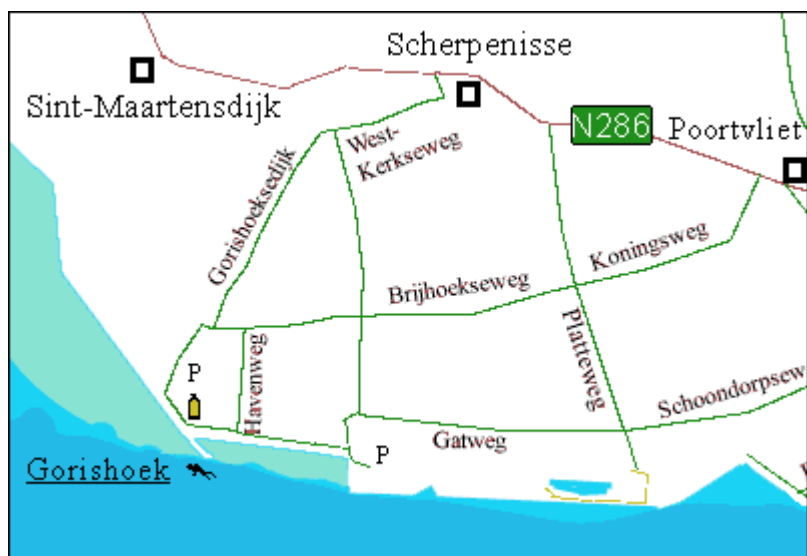 Scherpenisse
Sint-Maartensdijk
N286
Poortvliet
West-
Kerkseweg
Gorishoeksedijk
Koningsweg
Brijhoekseweg
Havenweg
Platteweg
P
Schoondorpsew
Gatweg
P
Gorishoek